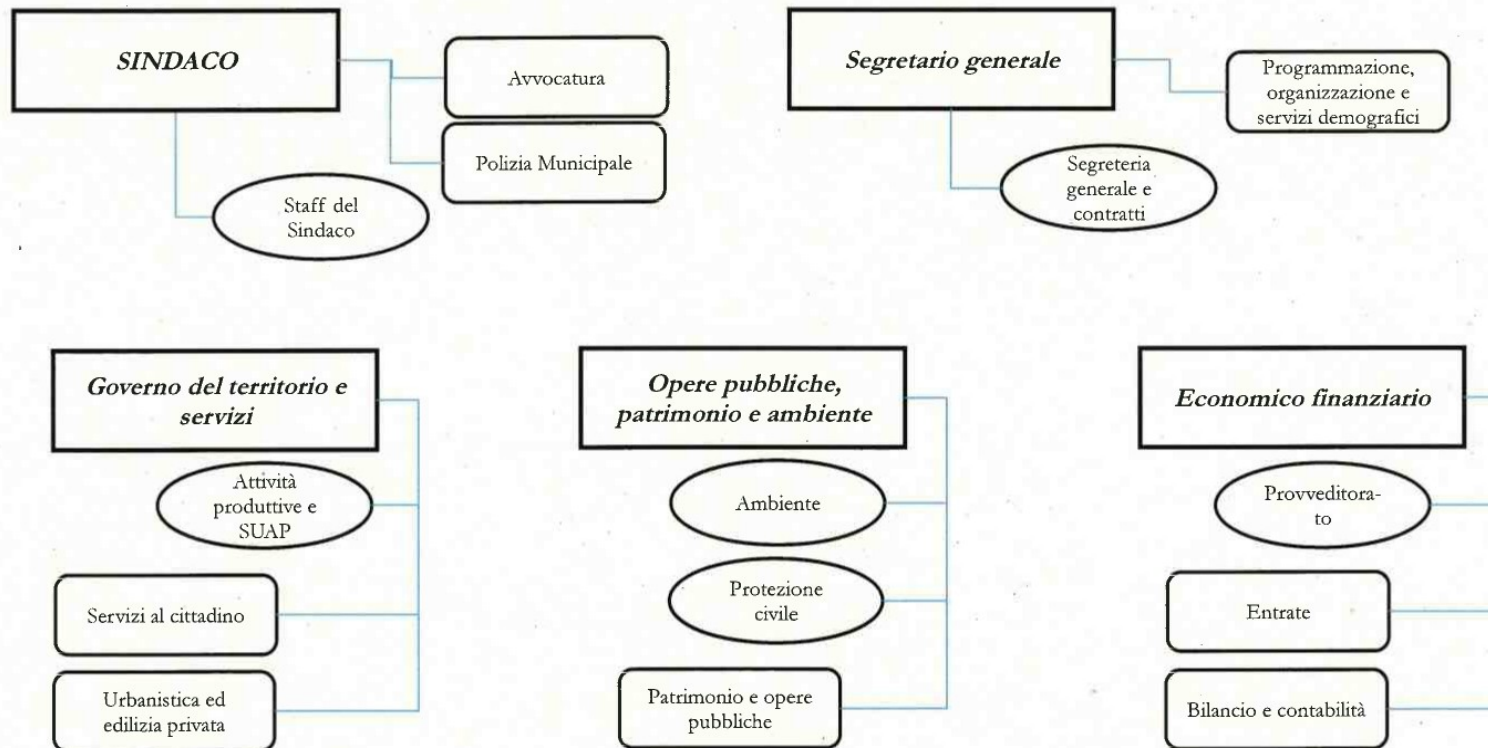 SINDACO
Avvocatura
Polizia Municipale
Staff del
Sindaco
Segretario generale
Programmazione,
organizzazione e
servizi demografici
Segreteria
generale e
contratti
Governo del territorio e
servizi
Attività
produttive e
SUAP
Servizi al cittadino
Urbanistica ed
edilizia privata
Opere pubbliche,
patrimonio e ambiente
Ambiente
Protezione
civile
Patrimonio e opere
pubbliche
Economico finanziario
Provveditora-
to
Entrate
Bilancio e contabilità